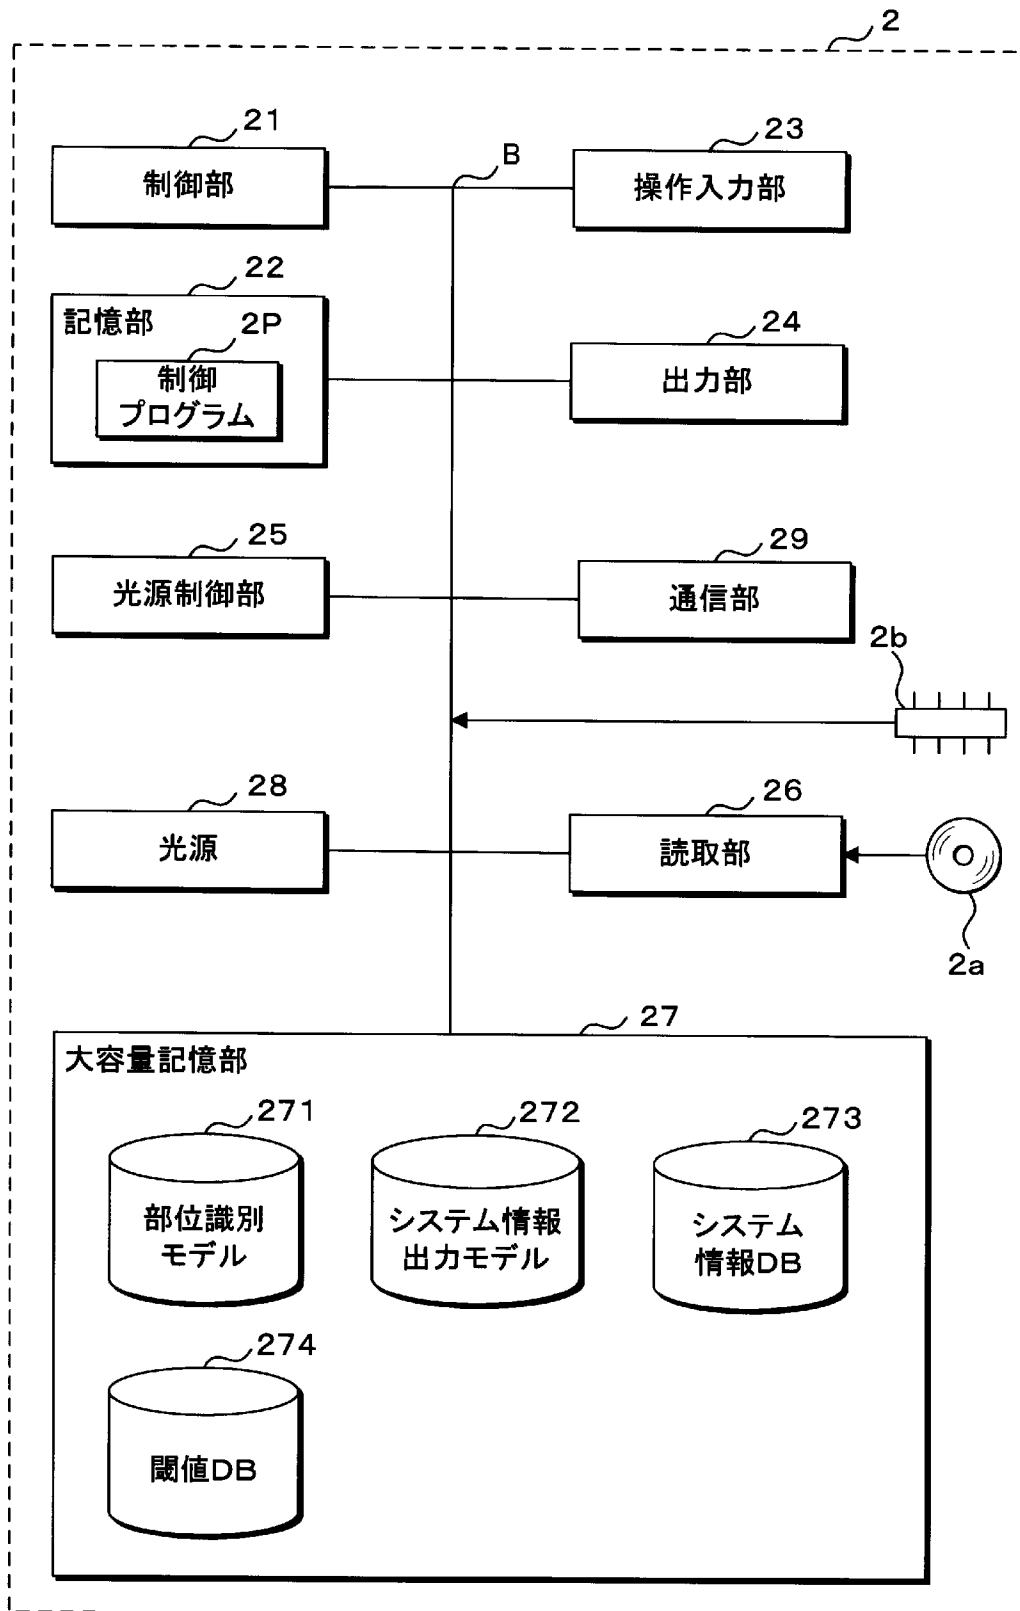 2
21
制御部
B
23
操作入力部
22
記憶部
2P
制御
プログラム
24
出力部
25
光源制御部
29
通信部
2b
28
光源
26
読取部
2a
27
大容量記憶部
271
部位識別
モデル
272
システム情報
出力モデル
273
システム
情報DB
274
閾値DB